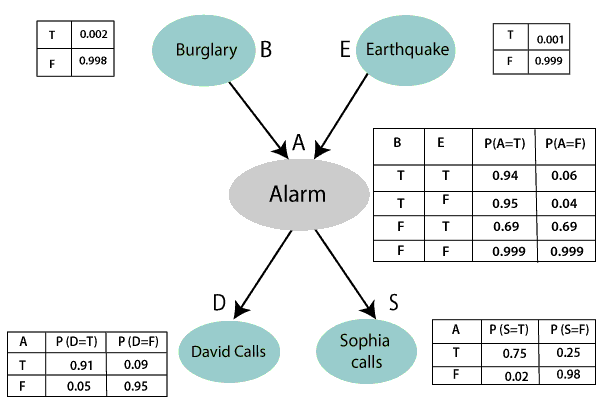 T 0.002
F 0.998
Burglary B
E Earthquake
T 0.001
F 0.999
A
Alarm
B E P(A=T) P(A=F)
T T 0.94 0.06
T F 0.95 0.04
F T 0.69 0.69
F F 0.999 0.999
D
S
David Calls
Sophia
calls
A P (D=T) P (D=F)
T 0.91 0.09
F 0.05 0.95
A P (S=T) P (S=F)
T 0.75 0.25
F 0.02 0.98